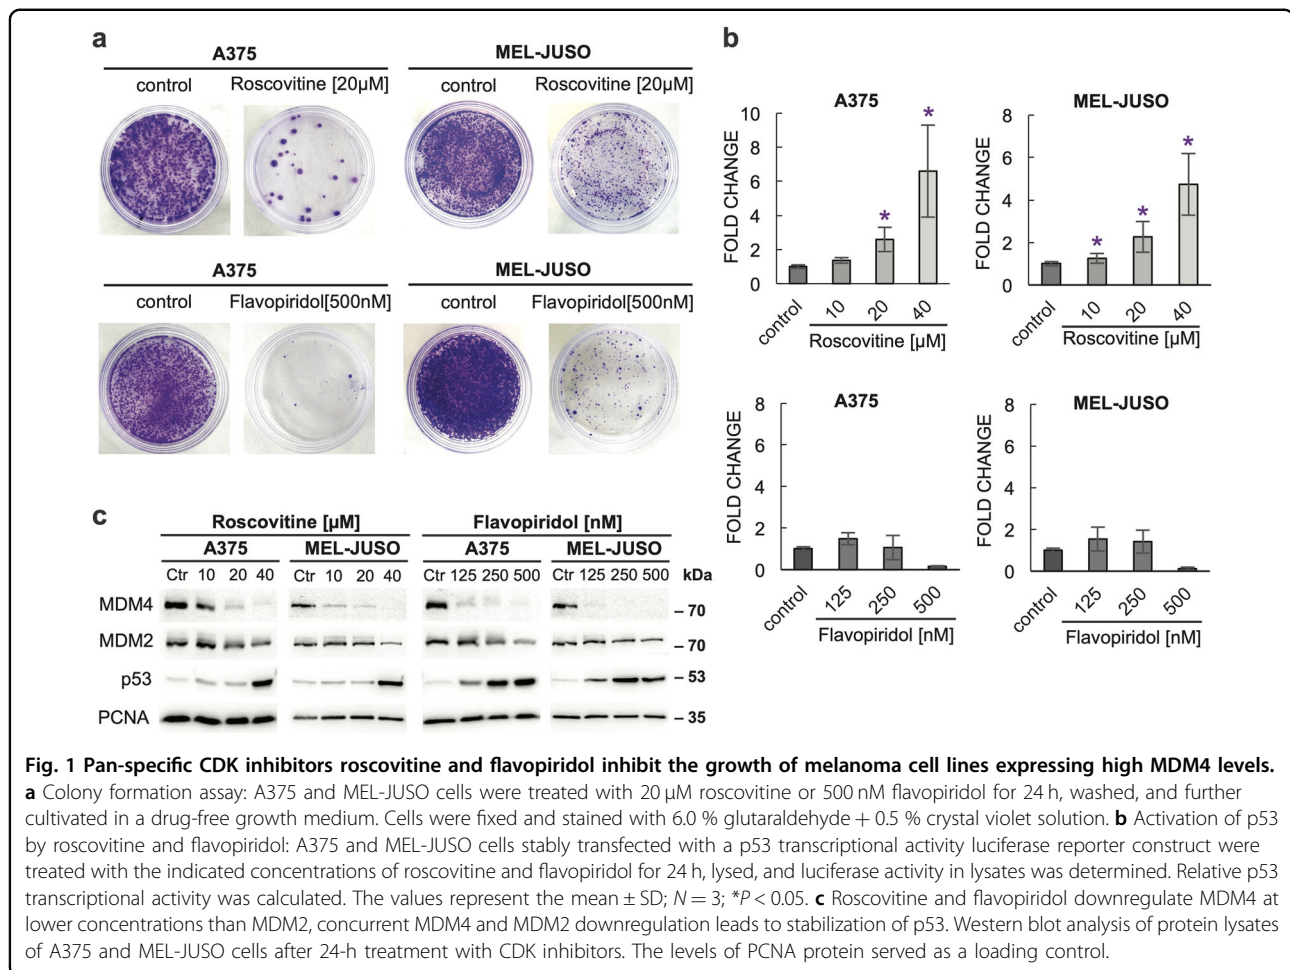 a
A375
MEL-JUSO
control
Roscovitine [20µM]
control
Roscovitine [20µM]
A375
MEL-JUSO
control
Flavopiridol[500nM]
control
Flavopiridol[500nM]
b
A375
FOLD CHANGE
10
8
6
4
2
0
*
*
control
10
20
40
Roscovitine [µM]
MEL-JUSO
FOLD CHANGE
8
6
4
2
0
*
*
*
control
10
20
40
Roscovitine [µM]
A375
FOLD CHANGE
8
6
4
2
0
control
125
250
500
Flavopiridol [nM]
MEL-JUSO
FOLD CHANGE
8
6
4
2
0
control
125
250
500
Flavopiridol [nM]
c
Roscovitine [µM]
Flavopiridol [nM]
A375
MEL-JUSO
A375
MEL-JUSO
Ctr 10 20 40
Ctr 10 20 40
Ctr 125 250 500
Ctr 125 250 500
kDa
MDM4
– 70
MDM2
– 70
p53
– 53
PCNA
– 35
Fig. 1 Pan-specific CDK inhibitors roscovitine and flavopiridol inhibit the growth of melanoma cell lines expressing high MDM4 levels.
a Colony formation assay: A375 and MEL-JUSO cells were treated with 20 µM roscovitine or 500 nM flavopiridol for 24 h, washed, and further
cultivated in a drug-free growth medium. Cells were fixed and stained with 6.0 % glutaraldehyde + 0.5 % crystal violet solution. b Activation of p53
by roscovitine and flavopiridol: A375 and MEL-JUSO cells stably transfected with a p53 transcriptional activity luciferase reporter construct were
treated with the indicated concentrations of roscovitine and flavopiridol for 24 h, lysed, and luciferase activity in lysates was determined. Relative p53
transcriptional activity was calculated. The values represent the mean ± SD; N = 3; *P < 0.05. c Roscovitine and flavopiridol downregulate MDM4 at
lower concentrations than MDM2, concurrent MDM4 and MDM2 downregulation leads to stabilization of p53. Western blot analysis of protein lysates
of A375 and MEL-JUSO cells after 24-h treatment with CDK inhibitors. The levels of PCNA protein served as a loading control.